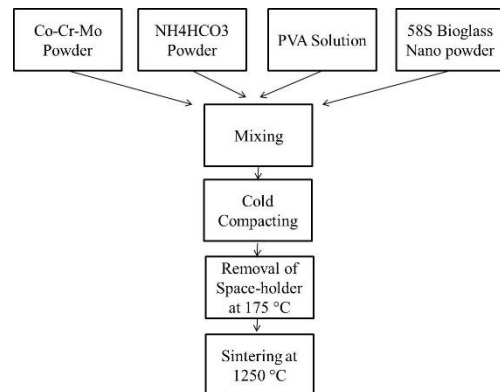 Co-Cr-Mo
Powder
NH4HCO3
Powder
PVA Solution
58S Bioglass
Nano powder
Mixing
Cold
Compacting
Removal of
Space-holder
at 175 °C
Sintering at
1250 °C